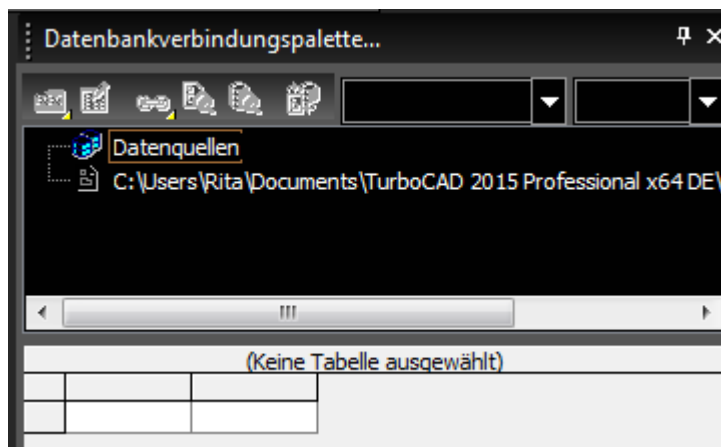 Datenbankverbindungspalette...
Datenquellen
C:\Users\Rita\Documents\TurboCAD 2015 Professional x64 DE\
(Keine Tabelle ausgewählt)